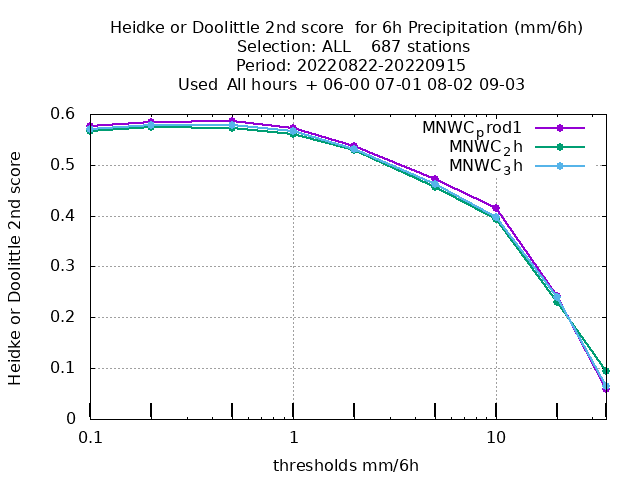 Heidke or Doolittle 2nd score  for 6h Precipitation (mm/6h)
Selection: ALL    687 stations
Period: 20220822-20220915
Used  All hours  + 06-00 07-01 08-02 09-03
MNWCprod1
MNWC2h
MNWC3h
Heidke or Doolittle 2nd score
0.6
0.5
0.4
0.3
0.2
0.1
0
0.1
1
10
thresholds mm/6h